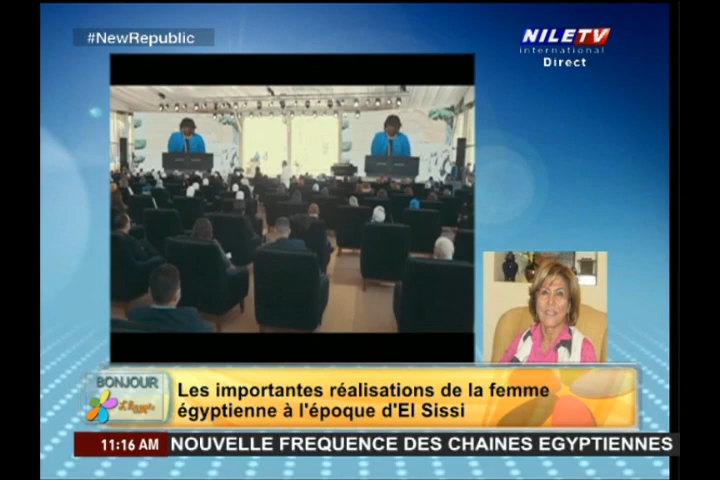 #NewRepublic
NILETV
international
Direct
BONJOUR
Les importantes réalisations de la femme
égyptienne à l'époque d'El Sissi
11:16 AM NOUVELLE FREQUENCE DES CHAINES EGYPTIENNES